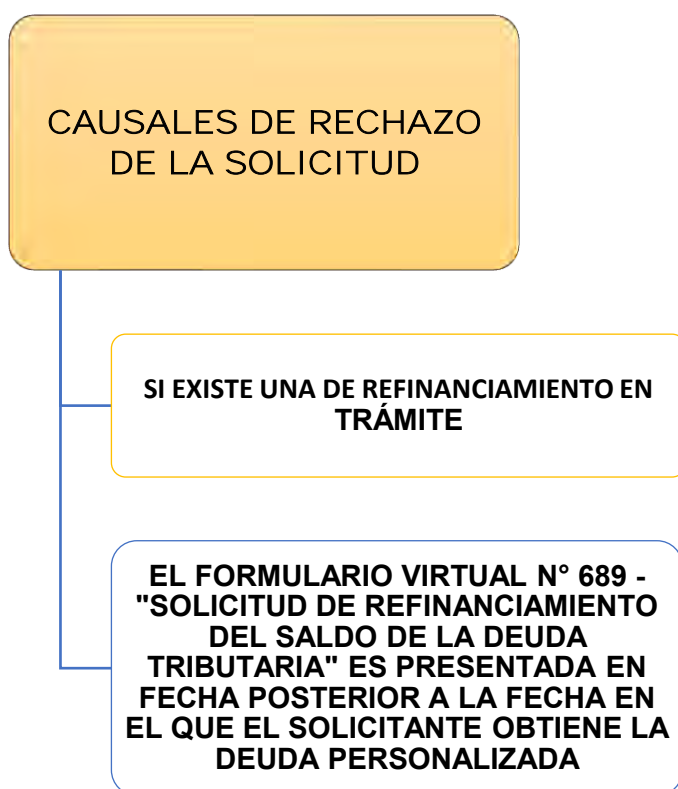 CAUSALES DE RECHAZO
DE LA SOLICITUD
SI EXISTE UNA DE REFINANCIAMIENTO EN
TRÁMITE
EL FORMULARIO VIRTUAL N° 689 -
"SOLICITUD DE REFINANCIAMIENTO
DEL SALDO DE LA DEUDA
TRIBUTARIA" ES PRESENTADA EN
FECHA POSTERIOR A LA FECHA EN
EL QUE EL SOLICITANTE OBTIENE LA
DEUDA PERSONALIZADA